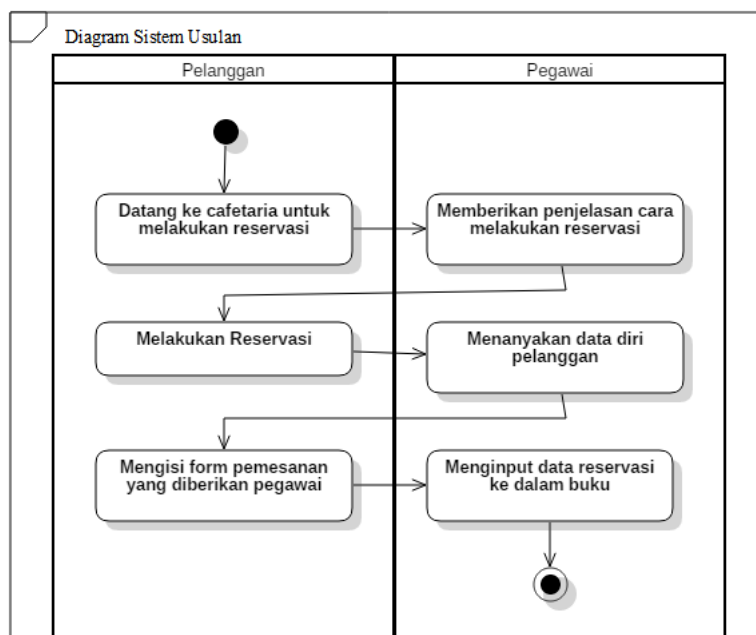 Diagram Sistem Usulan
Pelanggan
Pegawai
Datang ke cafetaria untuk
melakukan reservasi
Memberikan penjelasan cara
melakukan reservasi
Melakukan Reservasi
Menanyakan data diri
pelanggan
Mengisi form pemesanan
yang diberikan pegawai
Menginput data reservasi
ke dalam buku